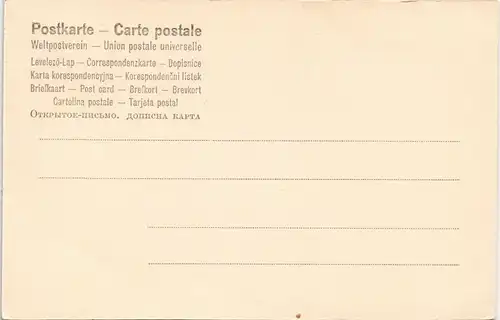 Postkarte – Carte postale
Weltpostverein – Union postale universelle
Levelező-Lap – Correspondenzkarte – Dopisnice
Karta korespondencyjna – Korespondenční lístek
Briefkaart – Post card – Brefkort – Brevkort
Cartolina postale – Tarjeta postal
Открытое-письмо. дописна карта